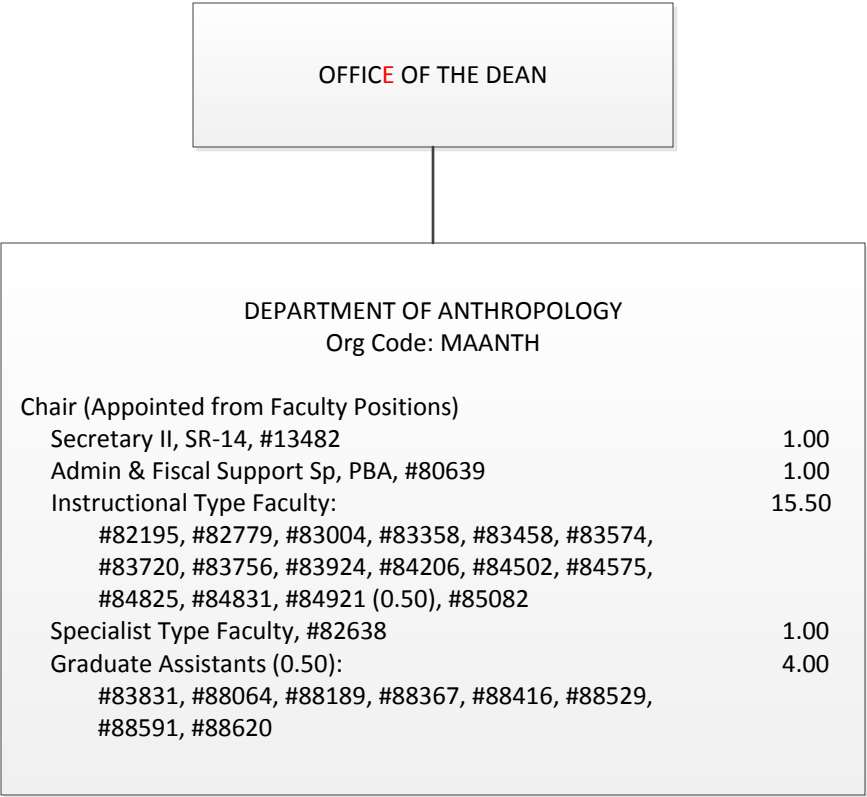 OFFICE OF THE DEAN
DEPARTMENT OF ANTHROPOLOGY
Org Code: MAANTH
Chair (Appointed from Faculty Positions)
Secretary II, SR-14, #13482 1.00
Admin & Fiscal Support Sp, PBA, #80639 1.00
Instructional Type Faculty: 15.50
#82195, #82779, #83004, #83358, #83458, #83574,
#83720, #83756, #83924, #84206, #84502, #84575,
#84825, #84831, #84921 (0.50), #85082
Specialist Type Faculty, #82638 1.00
Graduate Assistants (0.50): 4.00
#83831, #88064, #88189, #88367, #88416, #88529,
#88591, #88620